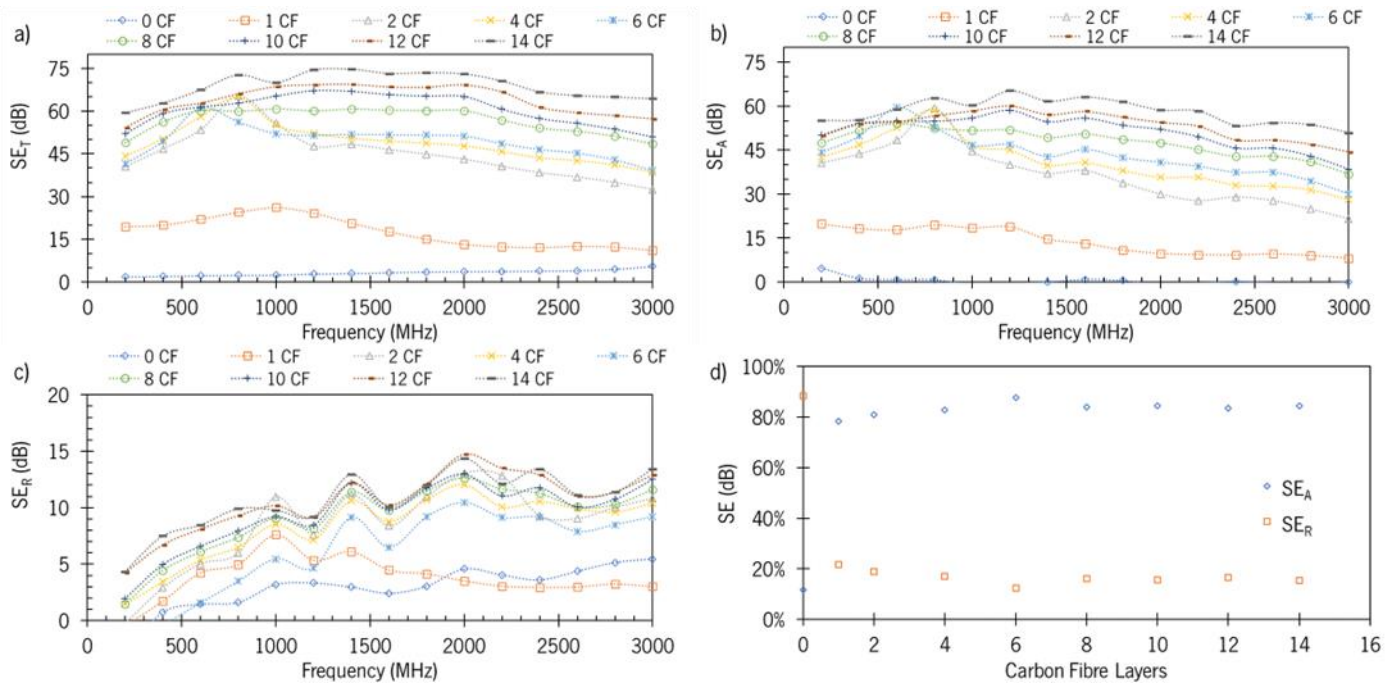 a)
0 CF 1 CF 2 CF 4 CF 6 CF
8 CF 10 CF 12 CF 14 CF
75
60
45
30
15
0
SE_T (dB)
0 500 1000 1500 2000 2500 3000
Frequency (MHz)
b)
0 CF 1 CF 2 CF 4 CF 6 CF
8 CF 10 CF 12 CF 14 CF
75
60
45
30
15
0
SE_A (dB)
0 500 1000 1500 2000 2500 3000
Frequency (MHz)
c)
0 CF 1 CF 2 CF 4 CF 6 CF
8 CF 10 CF 12 CF 14 CF
20
15
10
5
0
SE_R (dB)
0 500 1000 1500 2000 2500 3000
Frequency (MHz)
d)
100%
80%
60%
40%
20%
0%
SE (dB)
SE_A
SE_R
0 2 4 6 8 10 12 14 16
Carbon Fibre Layers